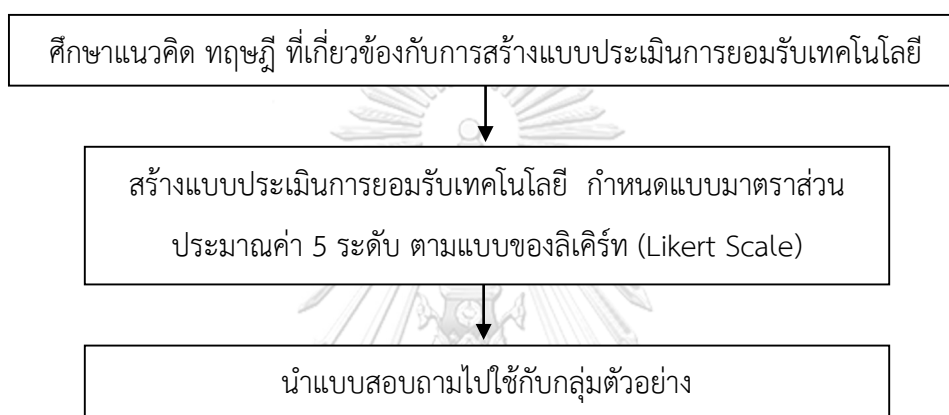 ศึกษาแนวคิด ทฤษฎี ที่เกี่ยวข้องกับการสร้างแบบประเมินการยอมรับเทคโนโลยี
สร้างแบบประเมินการยอมรับเทคโนโลยี กำหนดแบบมาตราส่วน
ประมาณค่า 5 ระดับ ตามแบบของลิเคิร์ท (Likert Scale)
นำแบบสอบถามไปใช้กับกลุ่มตัวอย่าง